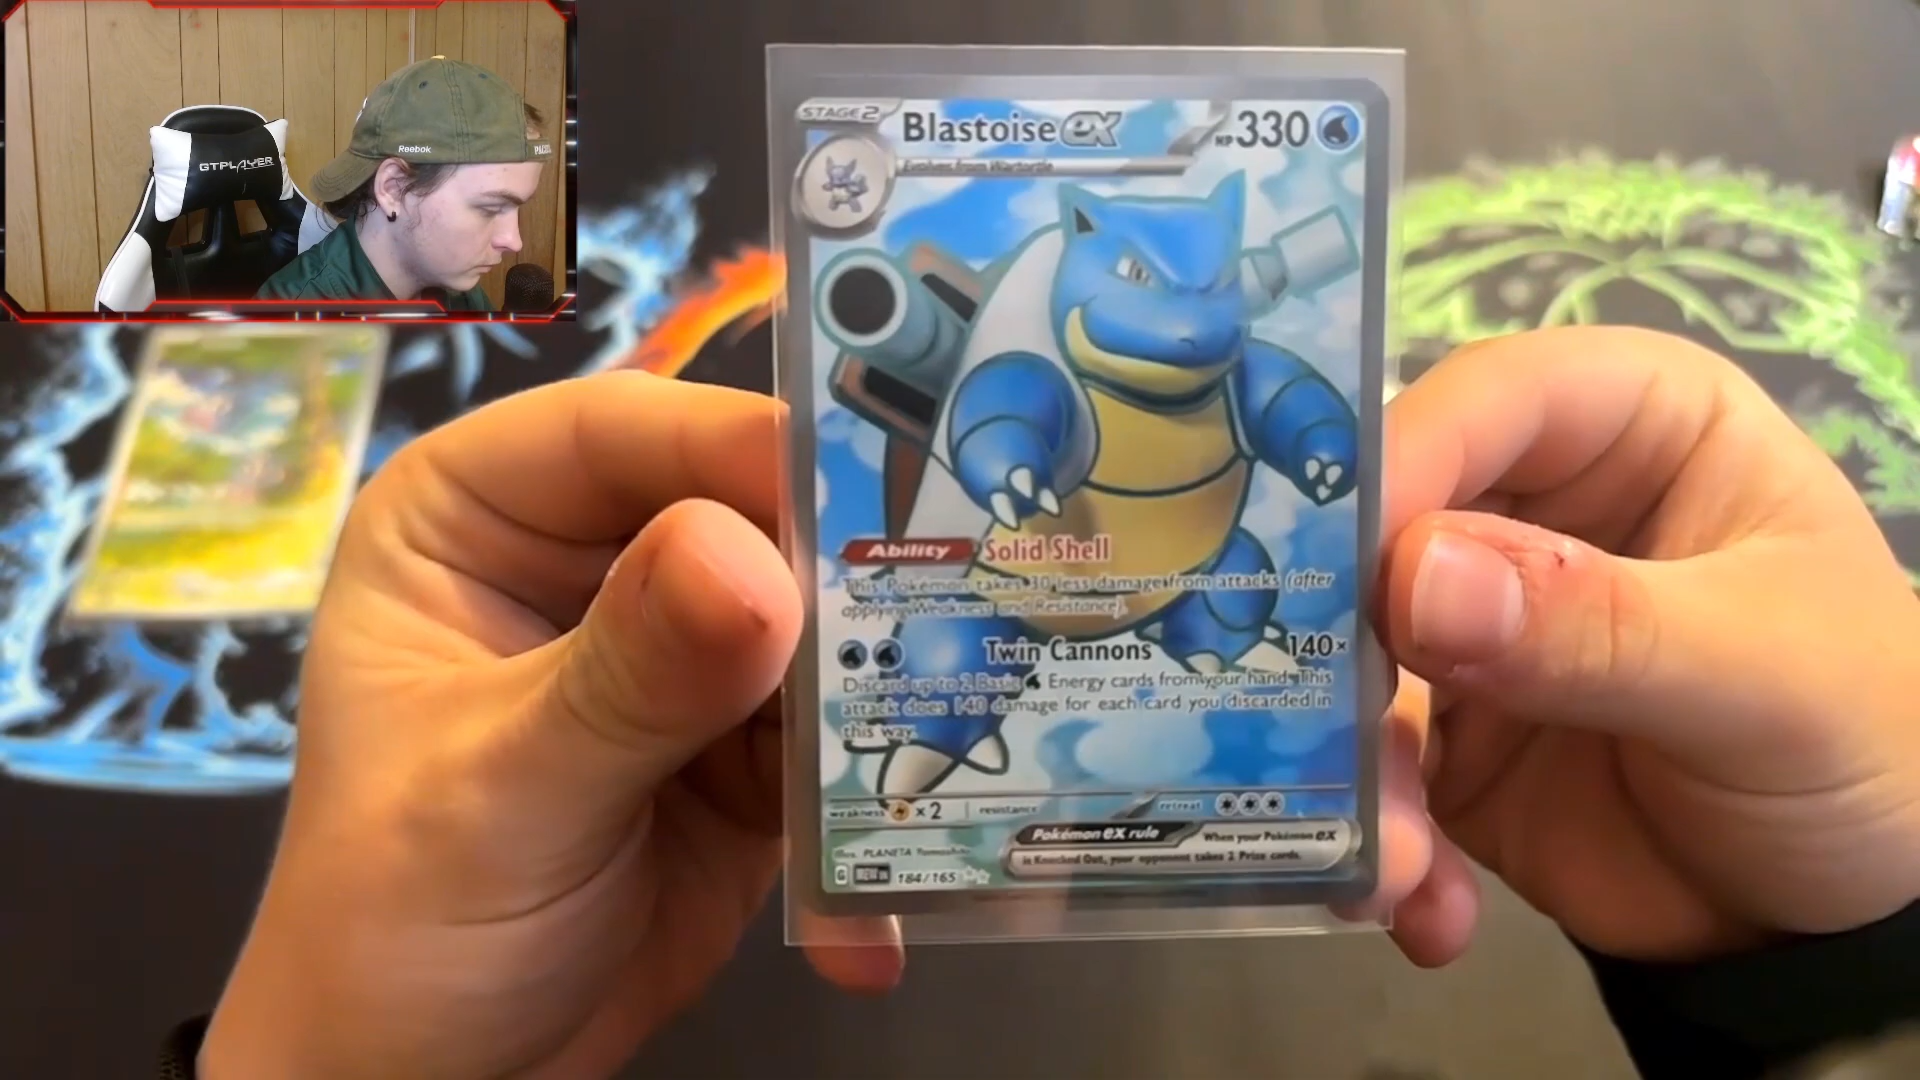 GTPLAYER
Reebok
STAGE 2
Blastoise ex
HP 330
Evolves from Wartortle
Ability Solid Shell
This Pokémon takes 30 less damage from attacks (after
applying Weakness and Resistance).
Twin Cannons 140×
Discard up to 2 Basic Energy cards from your hand. This
attack does 140 damage for each card you discarded in
this way.
weakness ×2 resistance retreat
Pokémon ex rule When your Pokémon ex
is Knocked Out, your opponent takes 2 Prize cards.
Illus. PLANETA Yamashita
G MEW EN 184/165